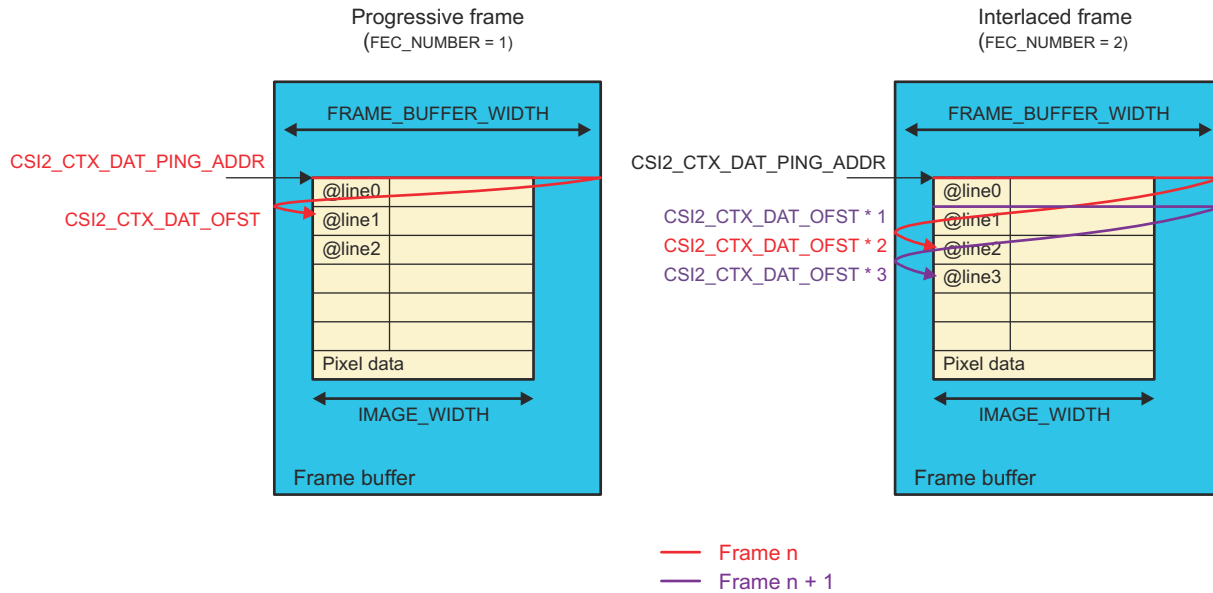 Progressive frame
(FEC_NUMBER = 1)
FRAME_BUFFER_WIDTH
CSI2_CTX_DAT_PING_ADDR
@line0
CSI2_CTX_DAT_OFST
@line1
@line2
Pixel data
IMAGE_WIDTH
Frame buffer
Interlaced frame
(FEC_NUMBER = 2)
FRAME_BUFFER_WIDTH
CSI2_CTX_DAT_PING_ADDR
@line0
CSI2_CTX_DAT_OFST * 1
@line1
CSI2_CTX_DAT_OFST * 2
@line2
CSI2_CTX_DAT_OFST * 3
@line3
Pixel data
IMAGE_WIDTH
Frame buffer
Frame n
Frame n + 1